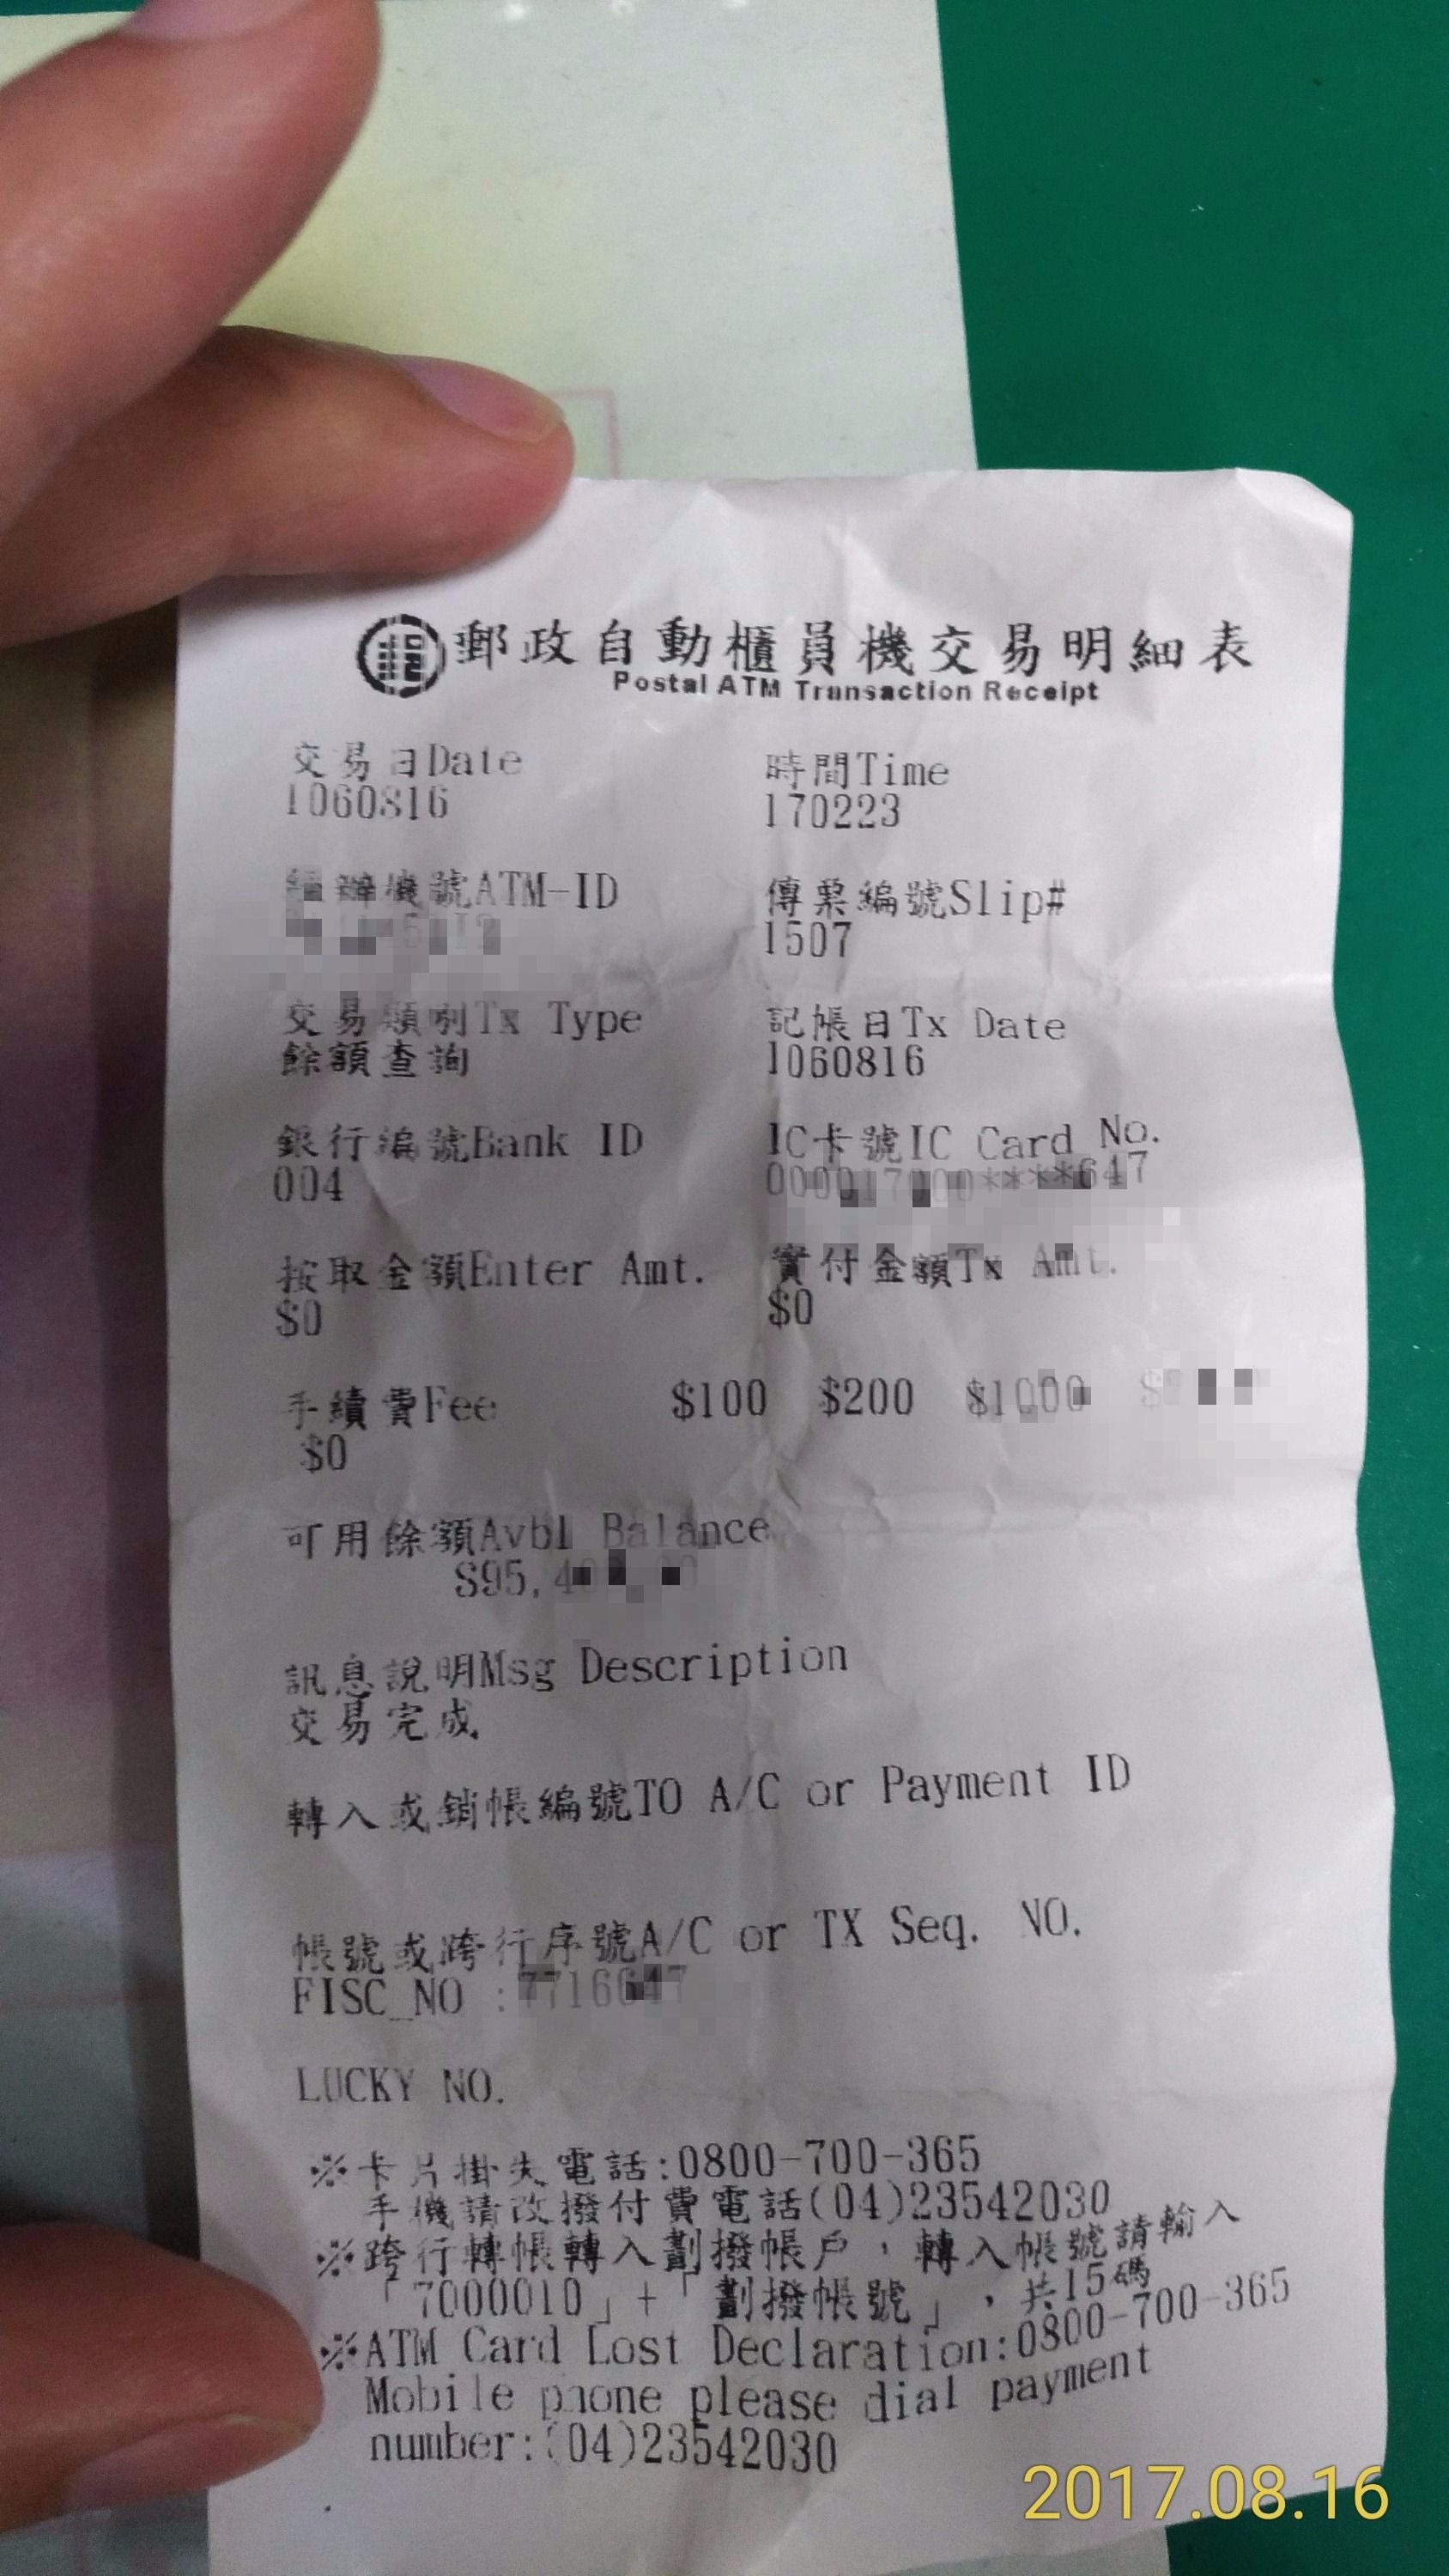 郵政自動櫃員機交易明細表
Postal ATM Transaction Receipt
交易日Date 時間Time
1060816 170223
經辦機號ATM-ID 傳票編號Slip#
1507
交易類別Tx Type 記帳日Tx Date
餘額查詢 1060816
銀行編號Bank ID IC卡號IC Card No.
004
按取金額Enter Amt. 實付金額Tx Amt.
$0 $0
手續費Fee $100 $200 $1000
$0
可用餘額Avbl Balance
訊息說明Msg Description
交易完成
轉入或銷帳編號TO A/C or Payment ID
帳號或跨行序號A/C or TX Seq. NO.
FISC_NO :
LUCKY NO.
※卡片掛失電話:0800-700-365
手機請改撥付費電話(04)23542030
※跨行轉帳轉入劃撥帳戶，轉入帳號請輸入
「7000010」+「劃撥帳號」，共15碼
※ATM Card Lost Declaration:0800-700-365
Mobile phone please dial payment
number:(04)23542030
2017.08.16